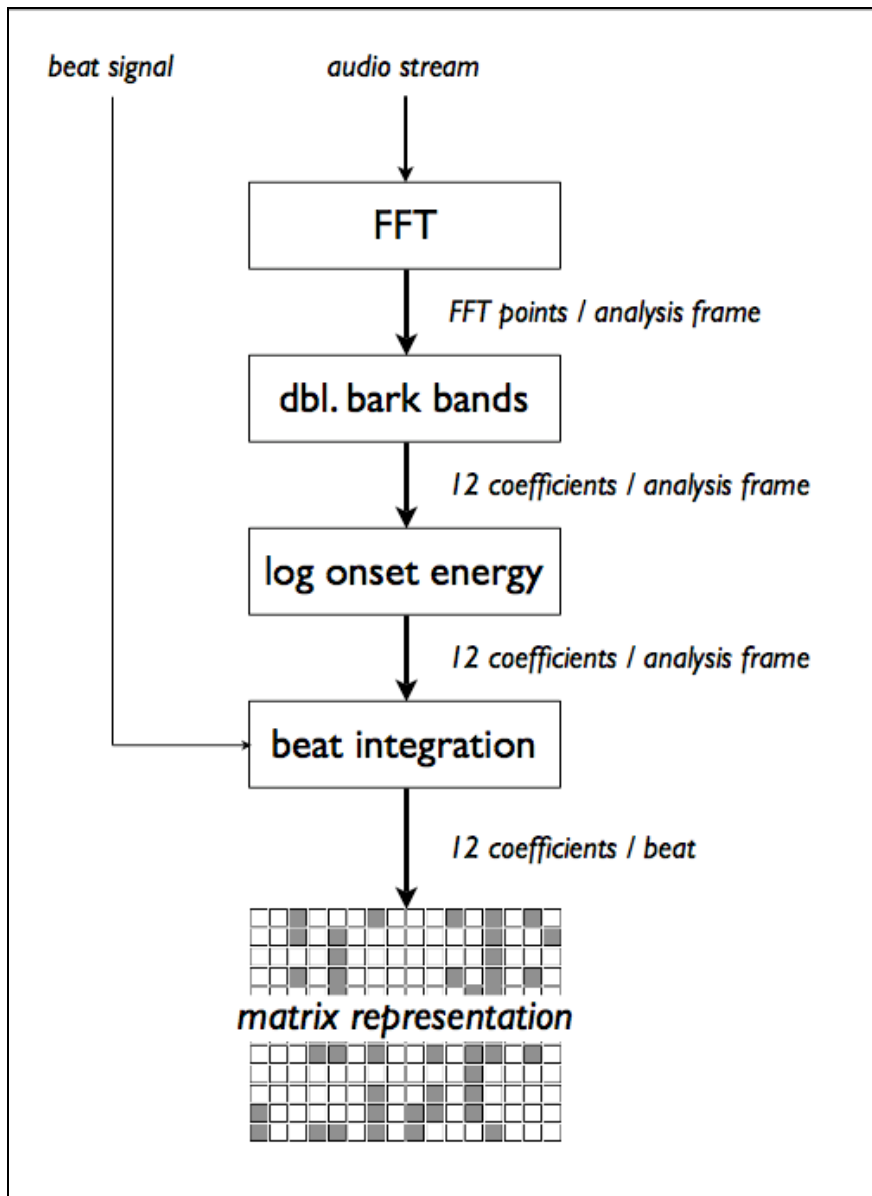 beat signal
audio stream
FFT
FFT points / analysis frame
dbl. bark bands
12 coefficients / analysis frame
log onset energy
12 coefficients / analysis frame
beat integration
12 coefficients / beat
matrix representation